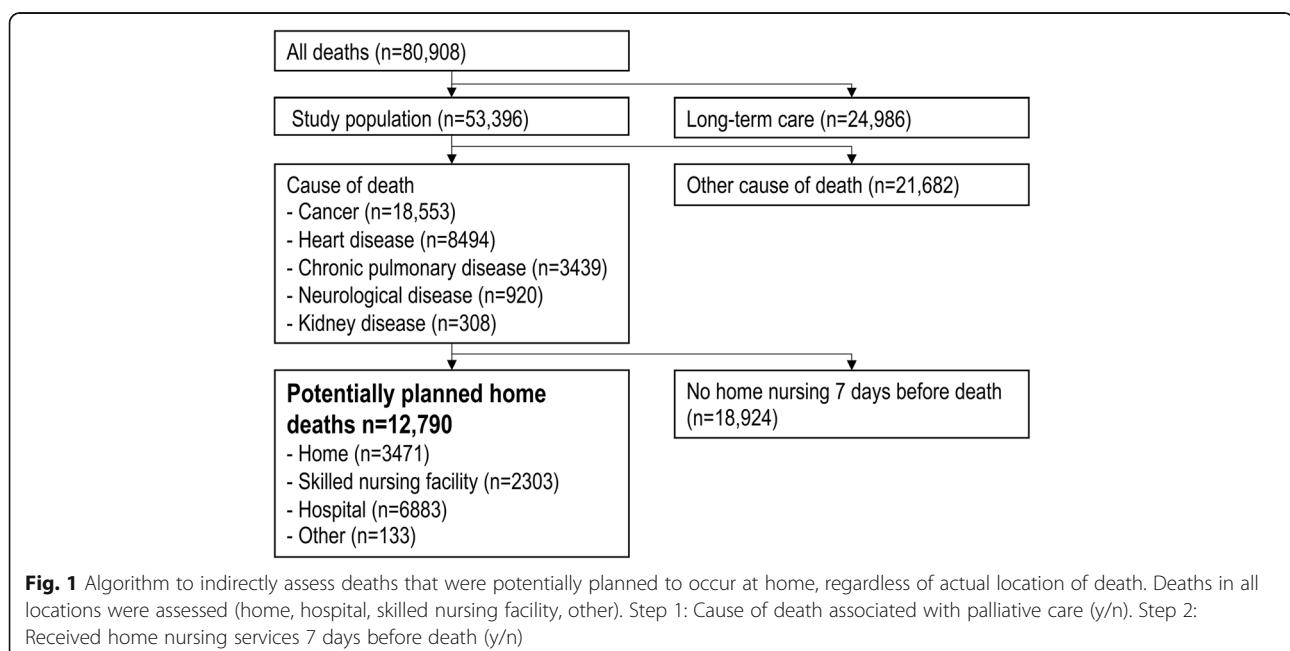 All deaths (n=80,908)
Study population (n=53,396)
Long-term care (n=24,986)
Cause of death
- Cancer (n=18,553)
- Heart disease (n=8494)
- Chronic pulmonary disease (n=3439)
- Neurological disease (n=920)
- Kidney disease (n=308)
Other cause of death (n=21,682)
Potentially planned home
deaths n=12,790
- Home (n=3471)
- Skilled nursing facility (n=2303)
- Hospital (n=6883)
- Other (n=133)
No home nursing 7 days before death
(n=18,924)
Fig. 1 Algorithm to indirectly assess deaths that were potentially planned to occur at home, regardless of actual location of death. Deaths in all
locations were assessed (home, hospital, skilled nursing facility, other). Step 1: Cause of death associated with palliative care (y/n). Step 2:
Received home nursing services 7 days before death (y/n)